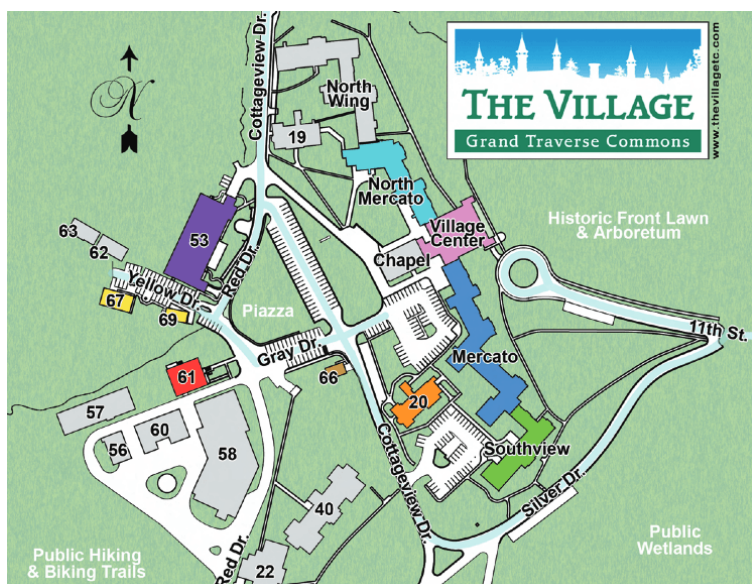 Cottageview Dr.
N
THE VILLAGE
Grand Traverse Commons
www.thevillagetc.com
North
Wing
19
North
Mercato
Village
Center
Chapel
Historic Front Lawn
& Arboretum
63
62
53
Red Dr.
Yellow Dr.
67
69
Piazza
Gray Dr.
Mercato
11th St.
61
66
20
57
56
60
58
Southview
Cottageview Dr.
Silver Dr.
40
22
Red Dr.
Public Hiking
& Biking Trails
Public
Wetlands